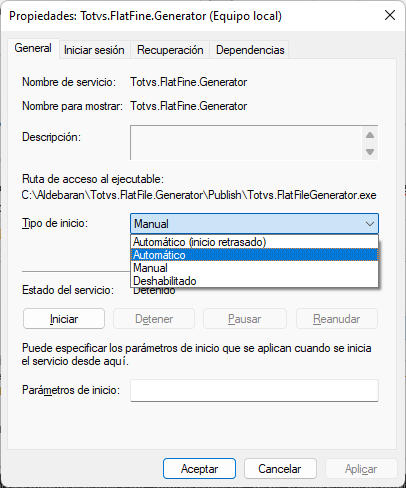 Propiedades: Totvs.FlatFine.Generator (Equipo local)
General
Iniciar sesión
Recuperación
Dependencias
Nombre de servicio: Totvs.FlatFine.Generator
Nombre para mostrar: Totvs.FlatFine.Generator
Descripción:
Ruta de acceso al ejecutable:
C:\Aldebaran\Totvs.FlatFile.Generator\Publish\Totvs.FlatFileGenerator.exe
Tipo de inicio: Manual
Automático (inicio retrasado)
Automático
Manual
Deshabilitado
Estado del servicio: Detenido
Iniciar
Detener
Pausar
Reanudar
Puede especificar los parámetros de inicio que se aplican cuando se inicia
el servicio desde aquí.
Parámetros de inicio:
Aceptar
Cancelar
Aplicar